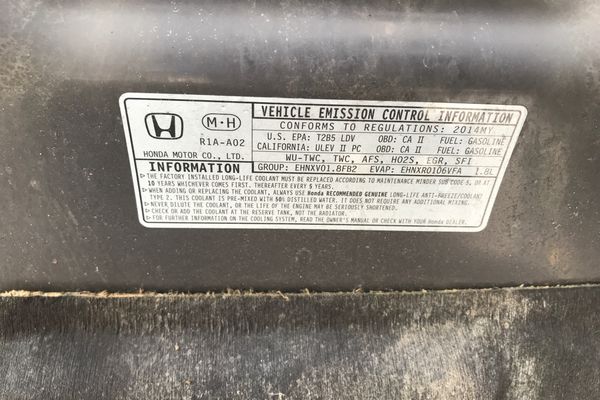 M-H
R1A-A02
HONDA MOTOR CO., LTD.
VEHICLE EMISSION CONTROL INFORMATION
CONFORMS TO REGULATIONS: 2014MY
U.S. EPA: T2B5 LDV OBD: CA II FUEL: GASOLINE
CALIFORNIA: ULEV II PC OBD: CA II FUEL: GASOLINE
WU-TWC, TWC, AFS, HO2S, EGR, SFI
INFORMATION GROUP: EHNXV01.8FB2 EVAP: EHNXR0106VFA 1.8L
▷THE FACTORY INSTALLED LONG-LIFE COOLANT MUST BE REPLACED ACCORDING TO MAINTENANCE MINDER SUB CODE 5, OR AT
10 YEARS WHICHEVER COMES FIRST. THEREAFTER EVERY 5 YEARS.
▷WHEN ADDING OR REPLACING THE COOLANT, ALWAYS USE Honda RECOMMENDED GENUINE LONG-LIFE ANTI-FREEZE/COOLANT
TYPE 2. THIS COOLANT IS PRE-MIXED WITH 50% DISTILLED WATER. IT DOES NOT REQUIRE ANY ADDITIONAL MIXING.
▷NEVER DILUTE THE COOLANT, OR THE LIFE OF THE ENGINE MAY BE SERIOUSLY SHORTENED.
▷CHECK OR ADD THE COOLANT AT THE RESERVE TANK, NOT THE RADIATOR.
▷FOR FURTHER INFORMATION ON THE COOLING SYSTEM, READ THE OWNER'S MANUAL OR CHECK WITH YOUR Honda DEALER.